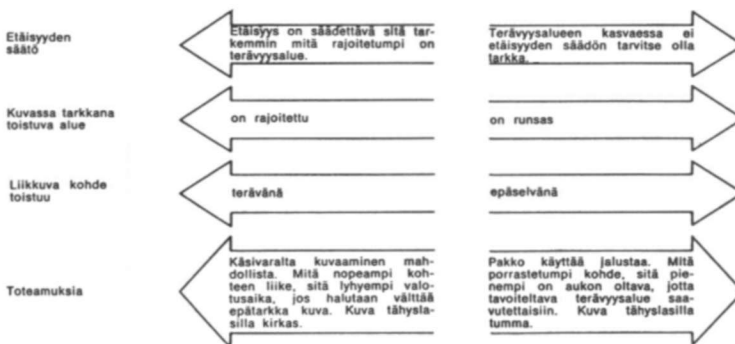 Etäisyyden
säätö
Etäisyys on säädettävä sitä tar-
kemmin mitä rajoitetumpi on
terävyysalue.
Terävyysalueen kasvaessa ei
etäisyyden säädön tarvitse olla
tarkka.
Kuvassa tarkkana
toistuva alue
on rajoitettu
on runsas
Liikkuva kohde
toistuu
terävänä
epäselvänä
Toteamuksia
Käsivaralta kuvaaminen mah-
dollista. Mitä nopeampi koh-
teen liike, sitä lyhyempi valo-
tusaika, jos halutaan välttää
epätarkka kuva. Kuva tähysla-
silla kirkas.
Pakko käyttää jalustaa. Mitä
porrastetumpi kohde, sitä pie-
nempi on aukon oltava, jotta
tavoiteltava terävyysalue saa-
vutettaisiin. Kuva tähyslasilla
tumma.